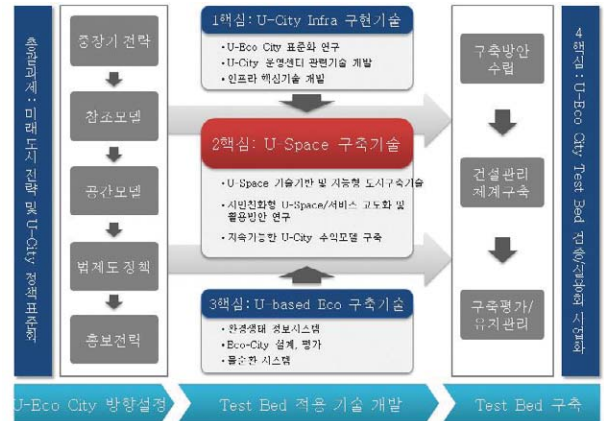 총괄과제: 미래도시 전략 및 U-City 정책표준화
중장기 전략
참조모델
공간모델
법제도 정책
홍보전략
1핵심: U-City Infra 구현기술
• U-Eco City 표준화 연구
• U-City 운영센터 관련기술 개발
• 인프라 핵심기술 개발
2핵심: U-Space 구축기술
• U-Space 기술기반 및 지능형 도시구축기술
• 시민친화형 U-Space/서비스 고도화 및
활용방안 연구
• 지속가능한 U-City 수익모델 구축
3핵심: U-based Eco 구축기술
• 환경생태 정보시스템
• Eco-City 설계, 평가
• 물순환 시스템
구축방안
수립
건설관리
체계구축
구축평가/
유지관리
4핵심: U-Eco City Test Bed 검증/실용화 사업화
U-Eco City 방향설정
Test Bed 적용 기술 개발
Test Bed 구축